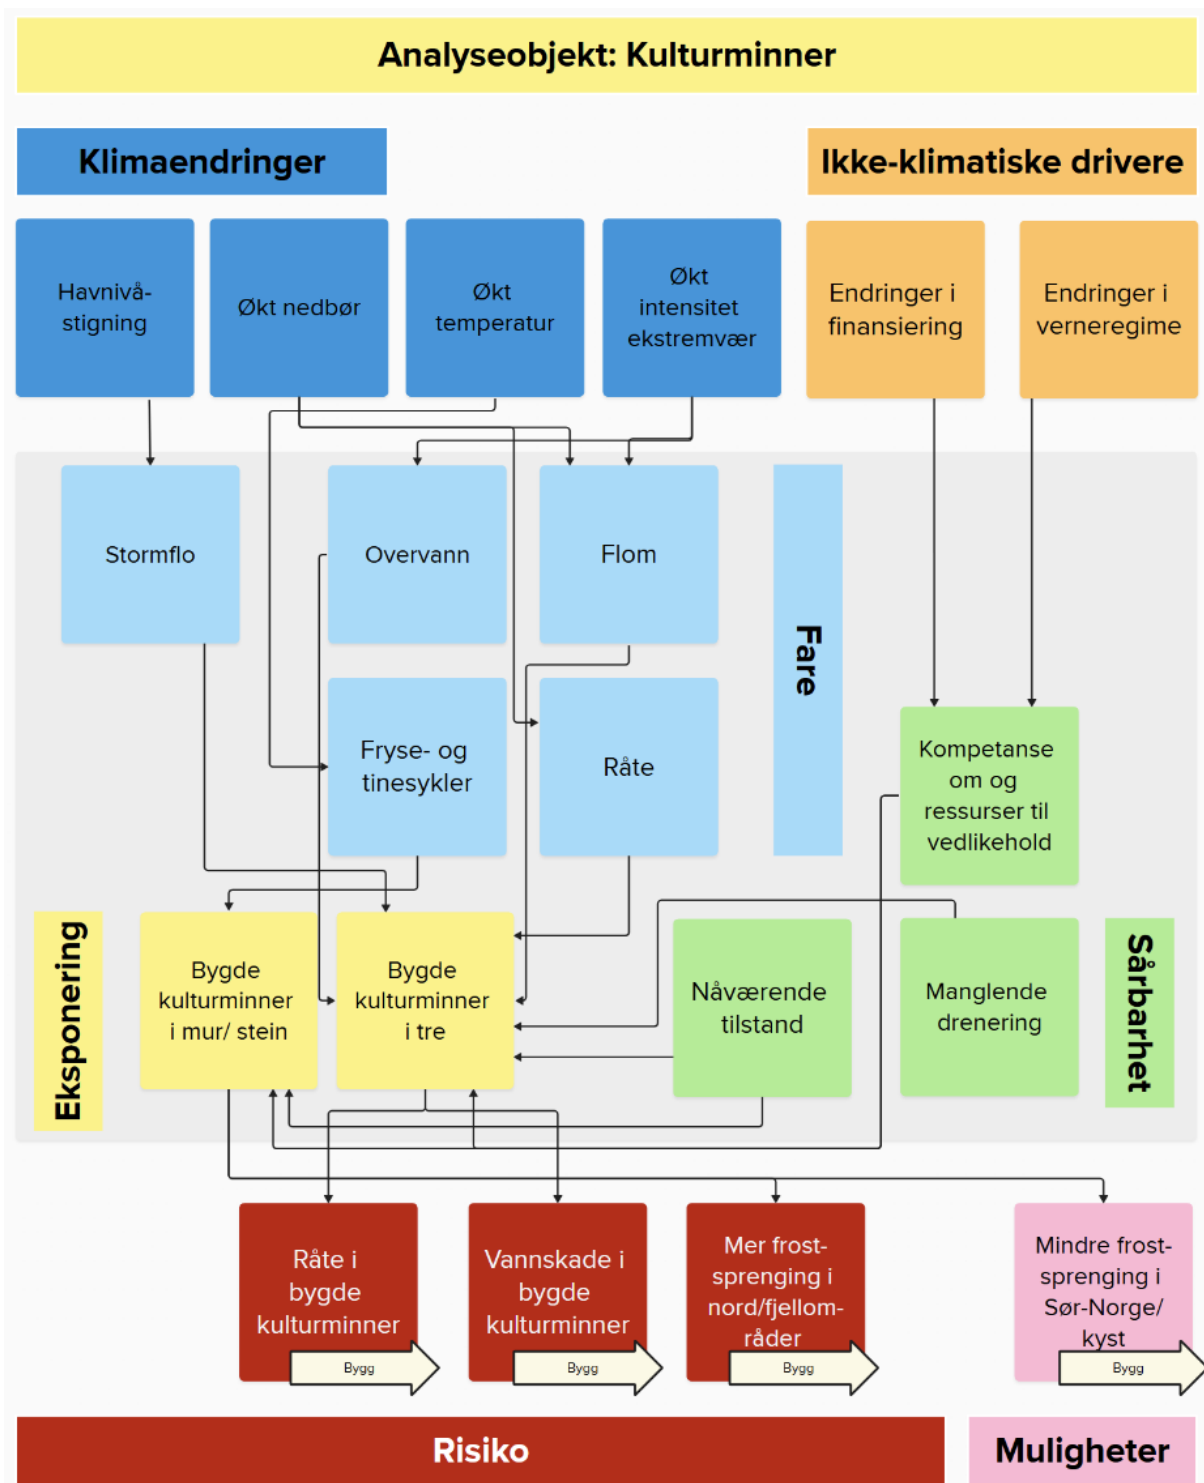 Analyseobjekt: Kulturminner
Klimaendringer
Ikke-klimatiske drivere
Havnivå-
stigning
Økt nedbør
Økt
temperatur
Økt
intensitet
ekstremvær
Endringer i
finansiering
Endringer i
verneregime
Stormflo
Overvann
Flom
Fare
Fryse- og
tinesykler
Råte
Kompetanse
om og
ressurser til
vedlikehold
Eksponering
Bygde
kulturminner
i mur/ stein
Bygde
kulturminner
i tre
Nåværende
tilstand
Manglende
drenering
Sårbarhet
Råte i
bygde
kulturminner
Bygg
Vannskade i
bygde
kulturminner
Bygg
Mer frost-
sprenging i
nord/fjellom-
råder
Bygg
Mindre frost-
sprenging i
Sør-Norge/
kyst
Bygg
Risiko
Muligheter